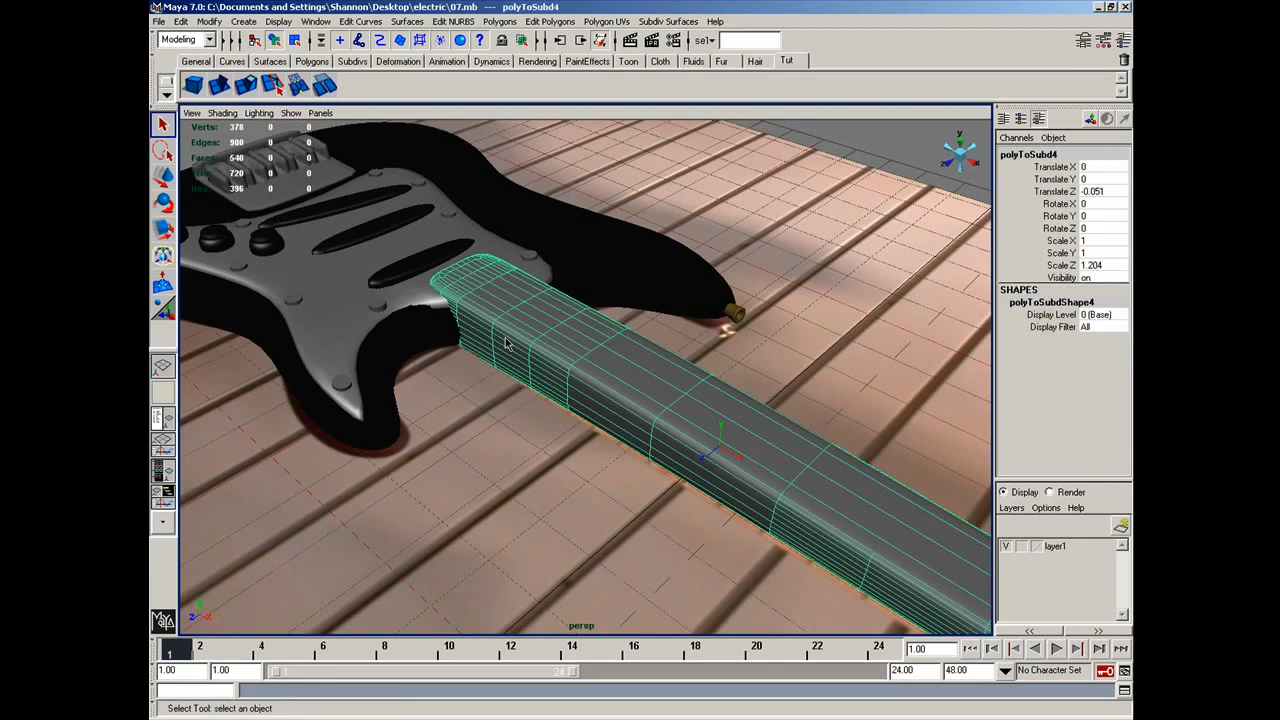 Maya 7.0: C:\Documents and Settings\Shannon\Desktop\electric\07.mb --- polyToSubd4
File Edit Modify Create Display Window Edit Curves Surfaces Edit NURBS Polygons Edit Polygons Polygon UVs Subdiv Surfaces Help
Modeling sel
General Curves Surfaces Polygons Subdivs Deformation Animation Dynamics Rendering PaintEffects Toon Cloth Fluids Fur Hair Tut
View Shading Lighting Show Panels
Verts: 378 0 0
Edges: 900 0 0
Faces: 540 0 0
720 0 0
396 0 0
y
z x
Channels Object
polyToSubd4
Translate X 0
Translate Y 0
Translate Z -0.051
Rotate X 0
Rotate Y 0
Rotate Z 0
Scale X 1
Scale Y 1
Scale Z 1.204
Visibility on
SHAPES
polyToSubdShape4
Display Level 0 (Base)
Display Filter All
y
Display Render
Layers Options Help
V layer1
persp
<< >>
1 2 4 6 8 10 12 14 16 18 20 22 24 1.00
1.00 1.00 1 24 24.00 48.00 No Character Set
Select Tool: select an object